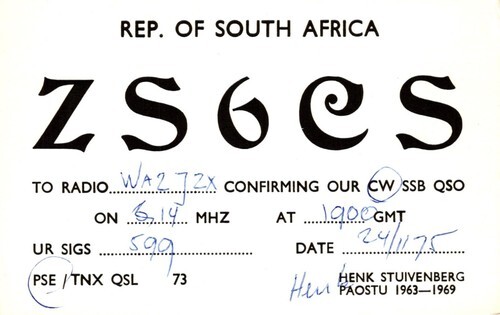 REP. OF SOUTH AFRICA
ZS6CS
TO RADIO WA2JZX CONFIRMING OUR CW SSB QSO
ON 14 MHZ AT 1900 GMT
UR SIGS 599 DATE 24/11 75
PSE / TNX QSL 73 Henk HENK STUIVENBERG
PAOSTU 1963—1969